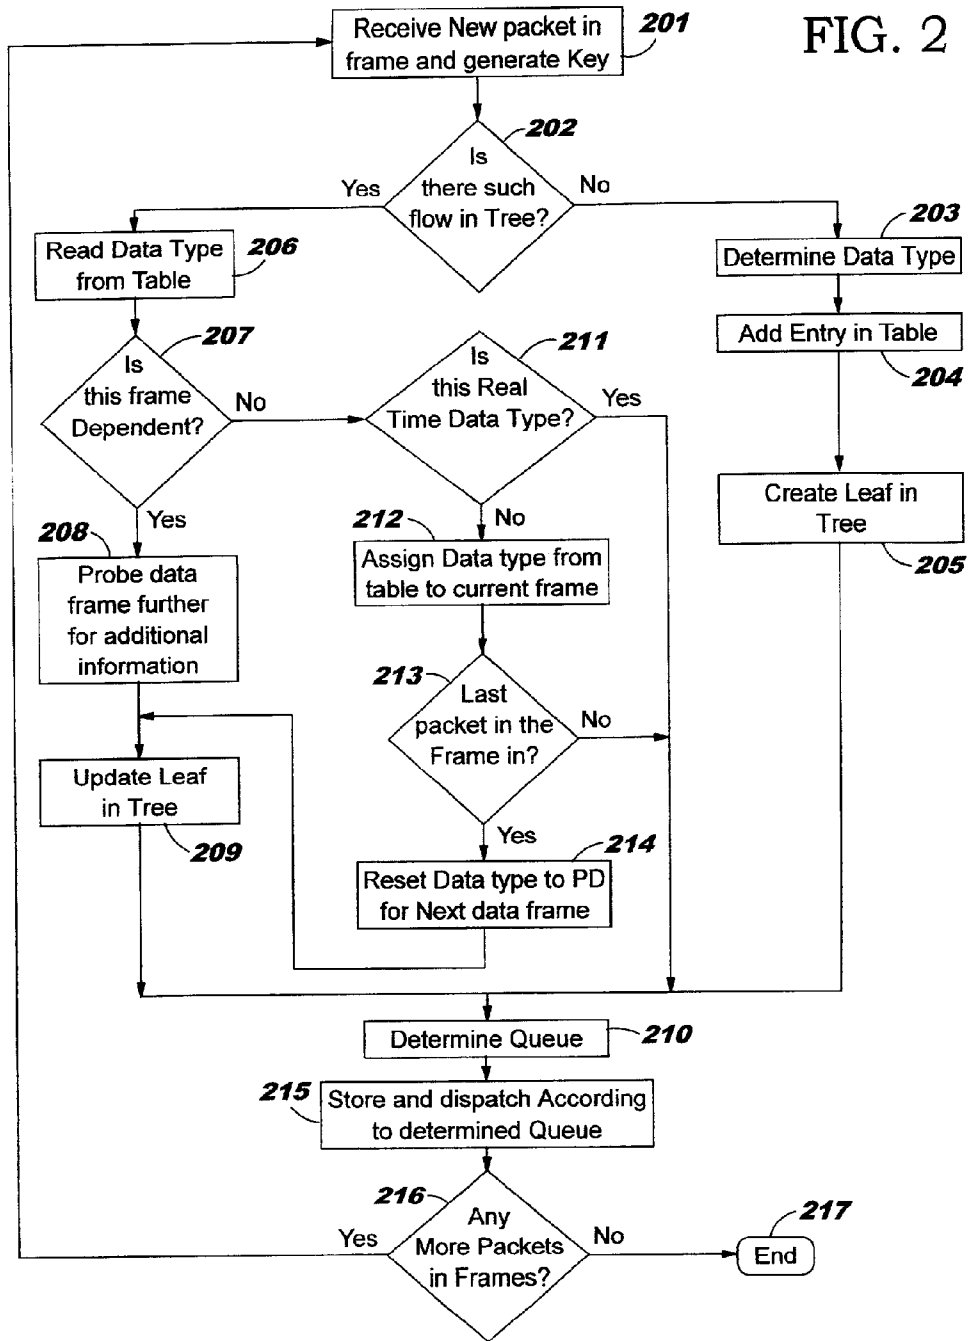 FIG. 2
Receive New packet in
frame and generate Key
201
202
Is
there such
flow in Tree?
Yes
No
203
Determine Data Type
Read Data Type
from Table
206
Add Entry in Table
204
207
Is
this frame
Dependent?
No
211
Is
this Real
Time Data Type?
Yes
Create Leaf in
Tree
205
Yes
No
208
Probe data
frame further
for additional
information
212
Assign Data type from
table to current frame
213
Last
packet in the
Frame in?
No
Update Leaf
in Tree
209
Yes
214
Reset Data type to PD
for Next data frame
Determine Queue
210
215
Store and dispatch According
to determined Queue
216
Any
More Packets
in Frames?
Yes
No
217
End